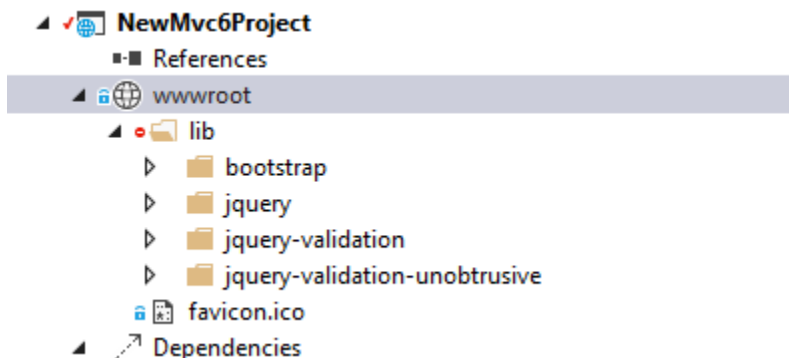 NewMvc6Project
References
wwwroot
lib
bootstrap
jquery
jquery-validation
jquery-validation-unobtrusive
favicon.ico
Dependencies